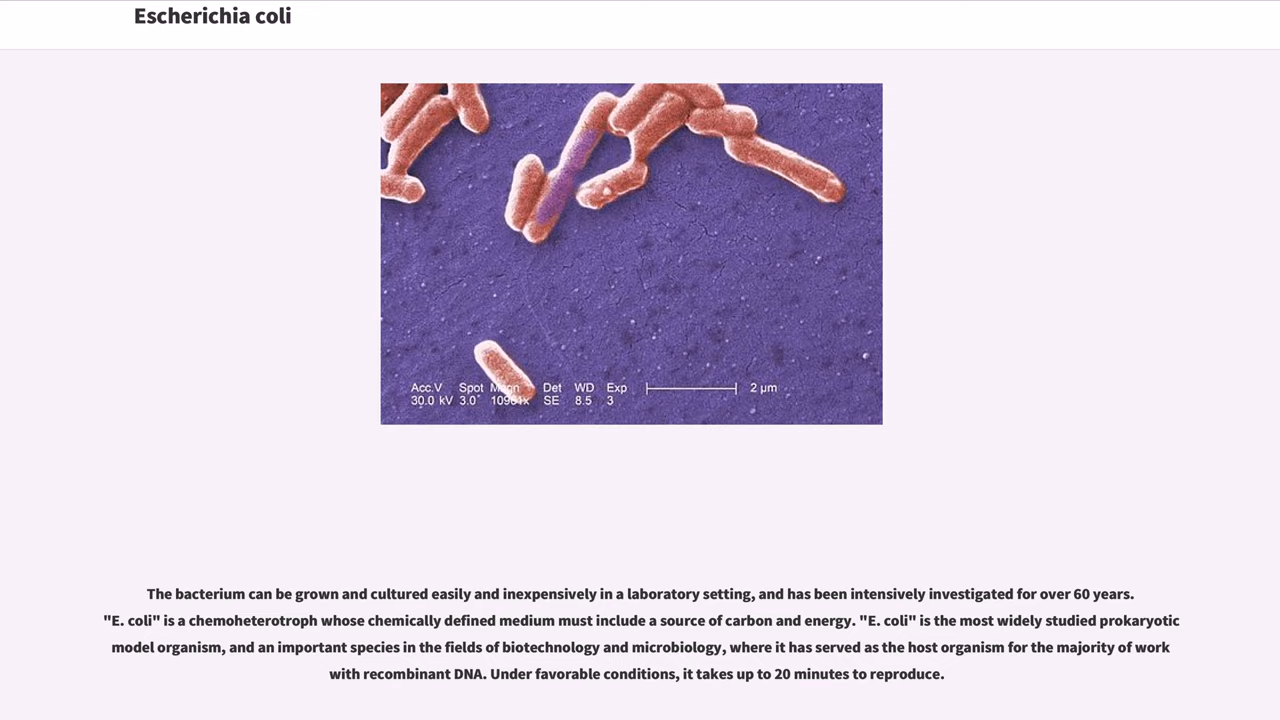 Escherichia coli
Acc.V Spot Magn Det WD Exp 2 µm
30.0 kV 3.0 10961x SE 8.5 3
The bacterium can be grown and cultured easily and inexpensively in a laboratory setting, and has been intensively investigated for over 60 years.
"E. coli" is a chemoheterotroph whose chemically defined medium must include a source of carbon and energy. "E. coli" is the most widely studied prokaryotic
model organism, and an important species in the fields of biotechnology and microbiology, where it has served as the host organism for the majority of work
with recombinant DNA. Under favorable conditions, it takes up to 20 minutes to reproduce.